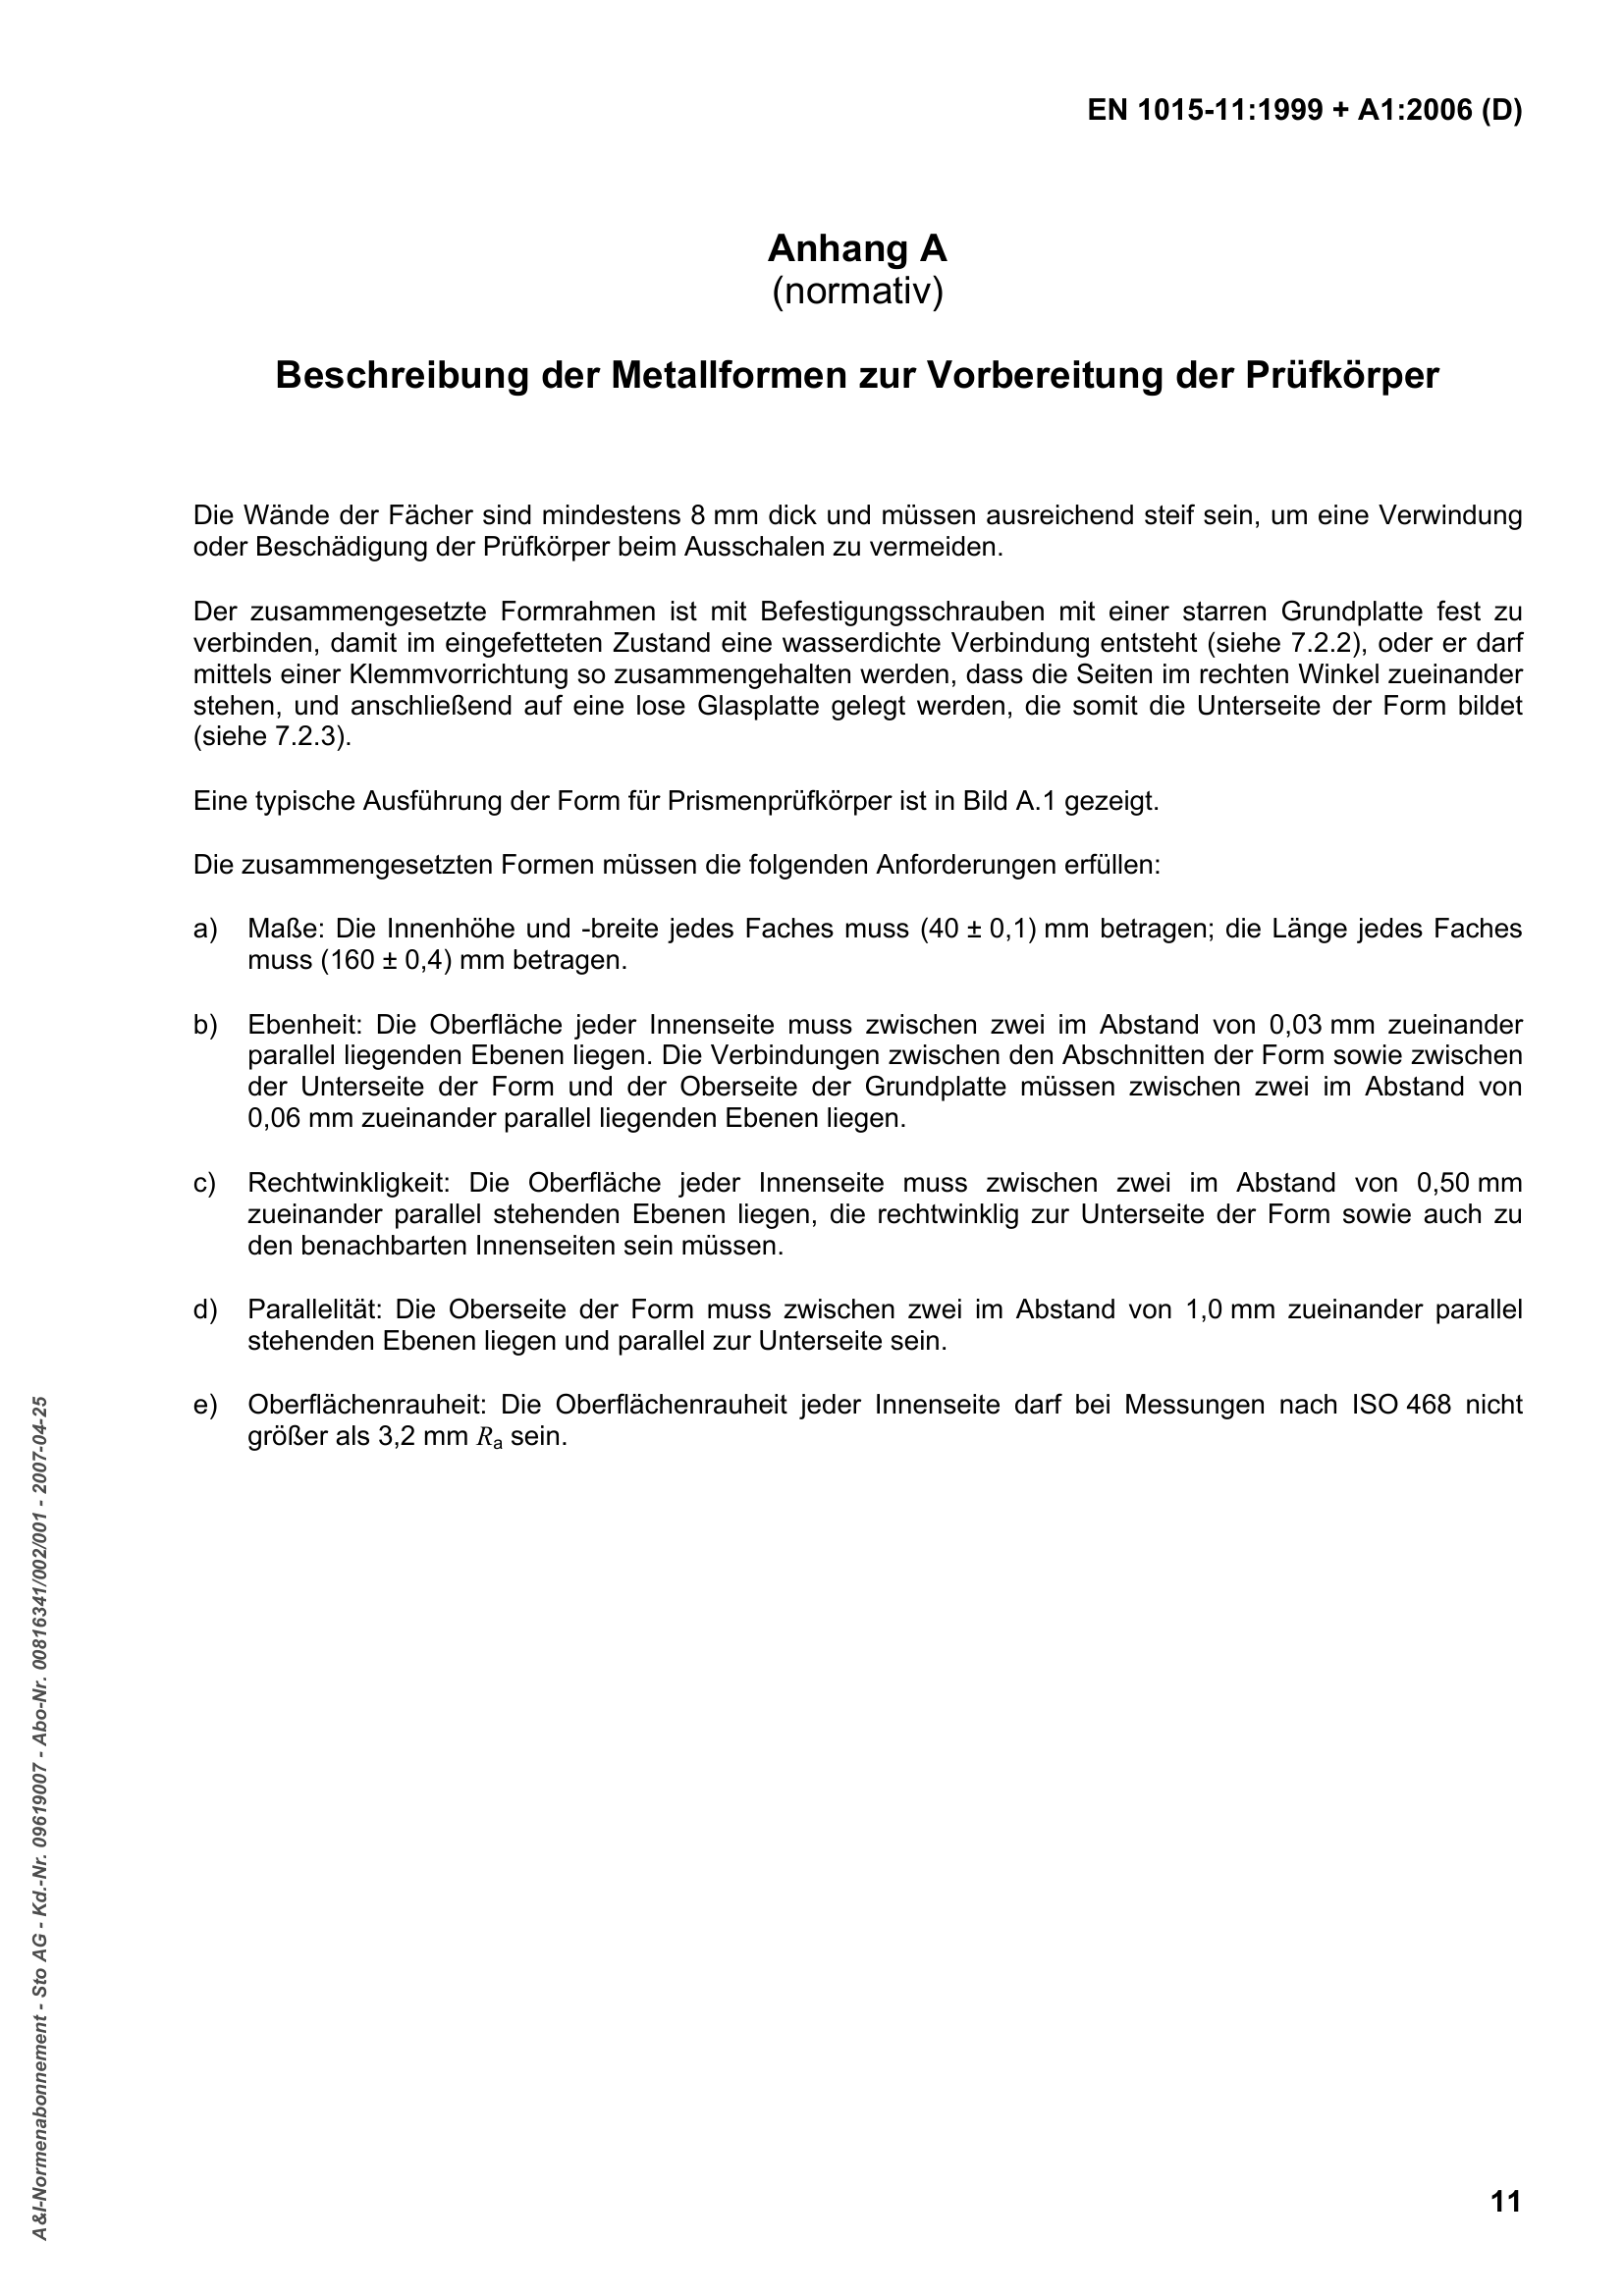 EN 1015-11:1999 + A1:2006 (D)
Anhang A
(normativ)
Beschreibung der Metallformen zur Vorbereitung der Prüfkörper
Die Wände der Fächer sind mindestens 8 mm dick und müssen ausreichend steif sein, um eine Verwindung
oder Beschädigung der Prüfkörper beim Ausschalen zu vermeiden.
Der zusammengesetzte Formrahmen ist mit Befestigungsschrauben mit einer starren Grundplatte fest zu
verbinden, damit im eingefetteten Zustand eine wasserdichte Verbindung entsteht (siehe 7.2.2), oder er darf
mittels einer Klemmvorrichtung so zusammengehalten werden, dass die Seiten im rechten Winkel zueinander
stehen, und anschließend auf eine lose Glasplatte gelegt werden, die somit die Unterseite der Form bildet
(siehe 7.2.3).
Eine typische Ausführung der Form für Prismenprüfkörper ist in Bild A.1 gezeigt.
Die zusammengesetzten Formen müssen die folgenden Anforderungen erfüllen:
a) Maße: Die Innenhöhe und -breite jedes Faches muss (40 ± 0,1) mm betragen; die Länge jedes Faches
muss (160 ± 0,4) mm betragen.
b) Ebenheit: Die Oberfläche jeder Innenseite muss zwischen zwei im Abstand von 0,03 mm zueinander
parallel liegenden Ebenen liegen. Die Verbindungen zwischen den Abschnitten der Form sowie zwischen
der Unterseite der Form und der Oberseite der Grundplatte müssen zwischen zwei im Abstand von
0,06 mm zueinander parallel liegenden Ebenen liegen.
c) Rechtwinkligkeit: Die Oberfläche jeder Innenseite muss zwischen zwei im Abstand von 0,50 mm
zueinander parallel stehenden Ebenen liegen, die rechtwinklig zur Unterseite der Form sowie auch zu
den benachbarten Innenseiten sein müssen.
d) Parallelität: Die Oberseite der Form muss zwischen zwei im Abstand von 1,0 mm zueinander parallel
stehenden Ebenen liegen und parallel zur Unterseite sein.
e) Oberflächenrauheit: Die Oberflächenrauheit jeder Innenseite darf bei Messungen nach ISO 468 nicht
größer als 3,2 mm Ra sein.
A&I-Normenabonnement - Sto AG - Kd.-Nr. 09619007 - Abo-Nr. 00816341/002/001 - 2007-04-25
11